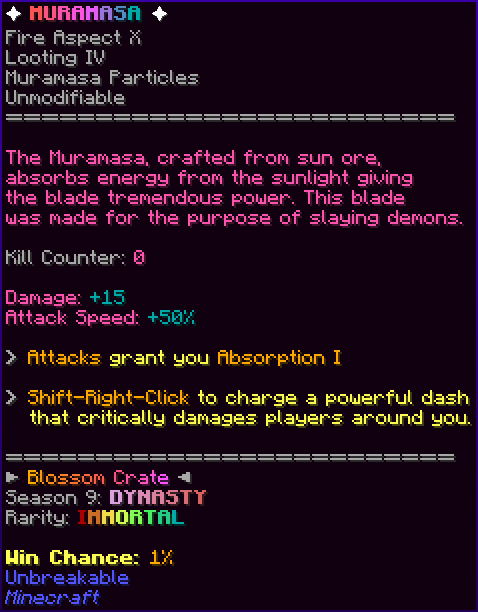 ✦ MURAMASA ✦
Fire Aspect X
Looting IV
Muramasa Particles
Unmodifiable
================================
The Muramasa, crafted from sun ore,
absorbs energy from the sunlight giving
the blade tremendous power. This blade
was made for the purpose of slaying demons.
Kill Counter: 0
Damage: +15
Attack Speed: +50%
> Attacks grant you Absorption I
> Shift-Right-Click to charge a powerful dash
that critically damages players around you.
================================
► Blossom Crate ◄
Season 9: DYNASTY
Rarity: IMMORTAL
Win Chance: 1%
Unbreakable
Minecraft